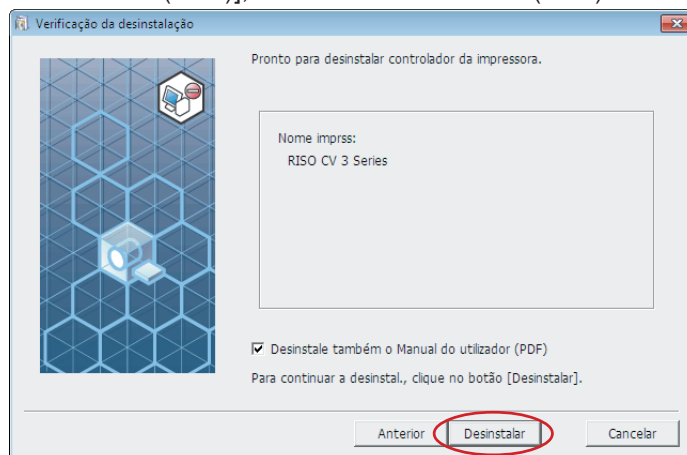 Verificação da desinstalação
Pronto para desinstalar controlador da impressora.
Nome imprss:
RISO CV 3 Series
Desinstale também o Manual do utilizador (PDF)
Para continuar a desinstal., clique no botão [Desinstalar].
Anterior Desinstalar Cancelar